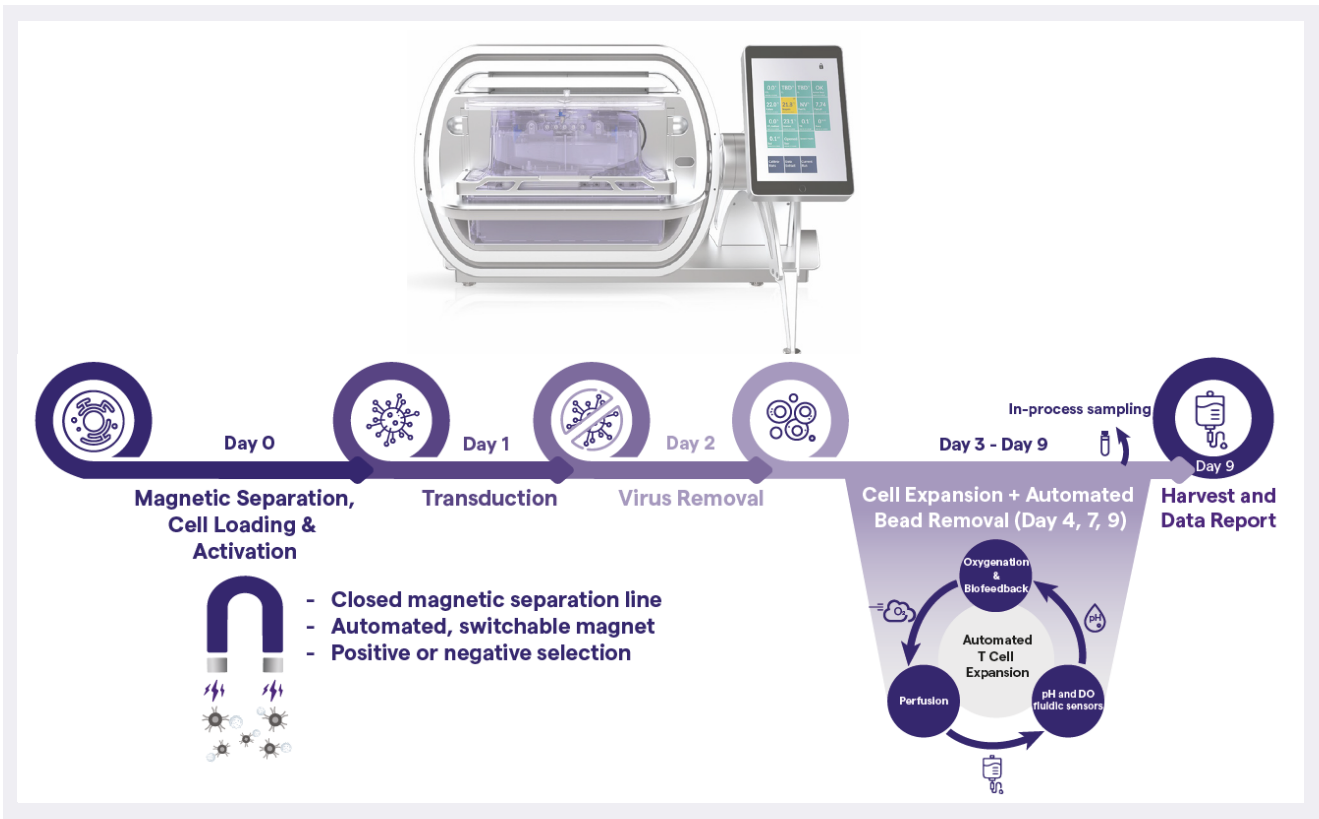 Day 0
Day 1
Day 2
Day 3 - Day 9
In-process sampling
Day 9
Magnetic Separation,
Cell Loading &
Activation
Transduction
Virus Removal
Cell Expansion + Automated
Bead Removal (Day 4, 7, 9)
Harvest and
Data Report
- Closed magnetic separation line
- Automated, switchable magnet
- Positive or negative selection
Oxygenation
&
Biofeedback
O₂
pH
Automated
T Cell
Expansion
Perfusion
pH and DO
fluidic sensors